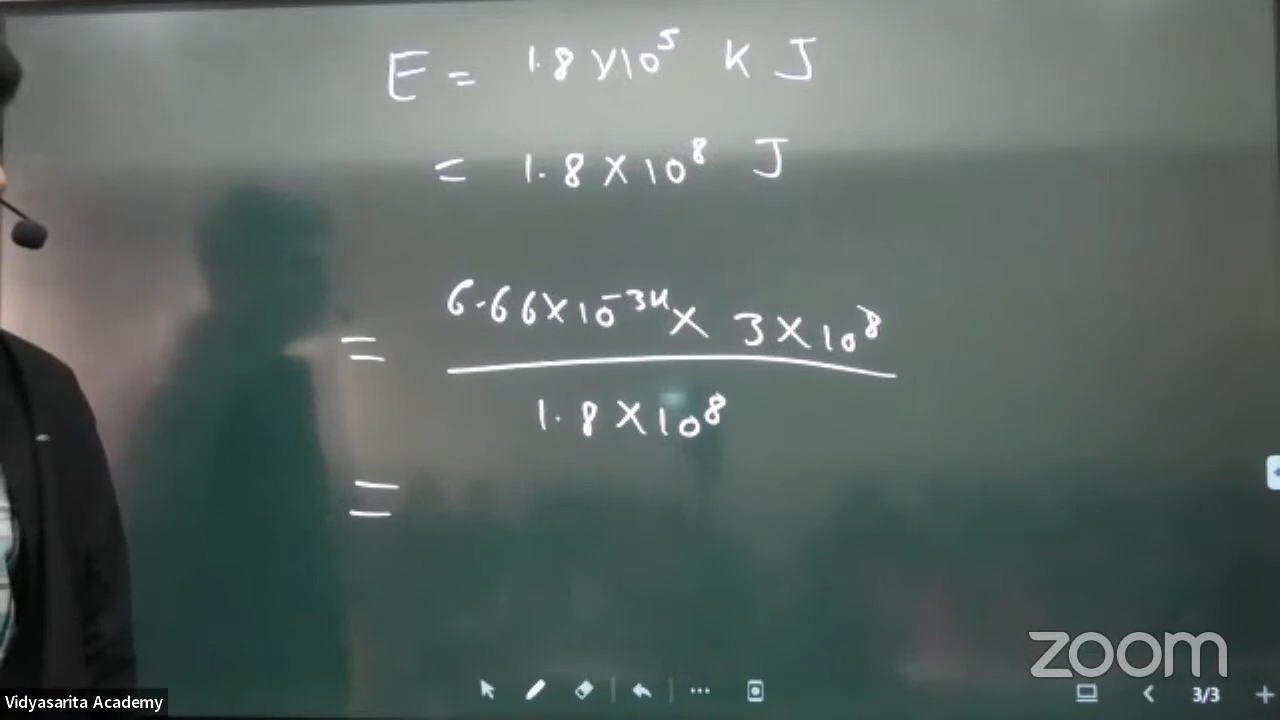 E = 1.8 × 10⁵ K J
= 1.8 × 10⁸ J
= 6.66 × 10⁻³⁴ × 3 × 10⁸
1.8 × 10⁸
=
zoom
3/3
Vidyasarita Academy